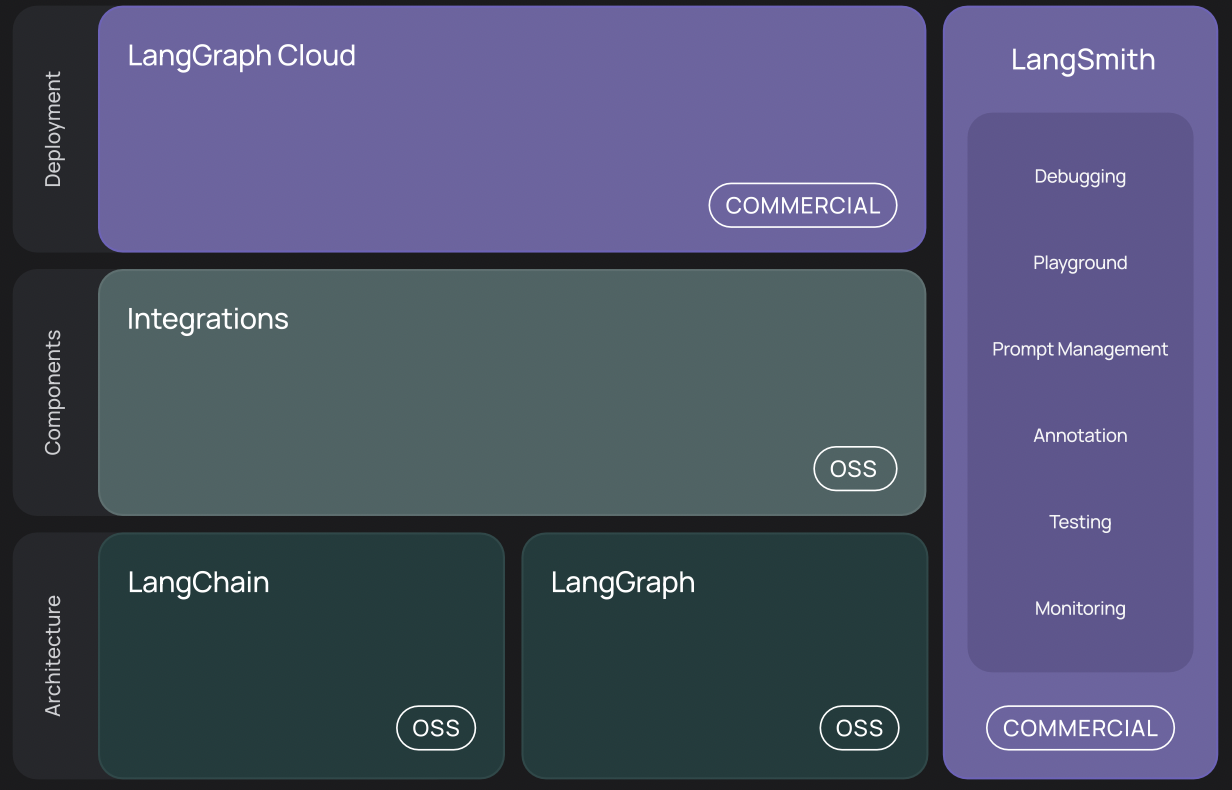 Deployment
LangGraph Cloud
COMMERCIAL
Components
Integrations
OSS
Architecture
LangChain
OSS
LangGraph
OSS
LangSmith
Debugging
Playground
Prompt Management
Annotation
Testing
Monitoring
COMMERCIAL